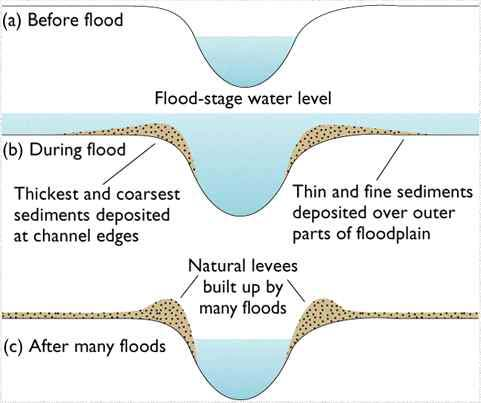 (a) Before flood
Flood-stage water level
(b) During flood
Thickest and coarsest
sediments deposited
at channel edges
Thin and fine sediments
deposited over outer
parts of floodplain
Natural levees
built up by
many floods
(c) After many floods